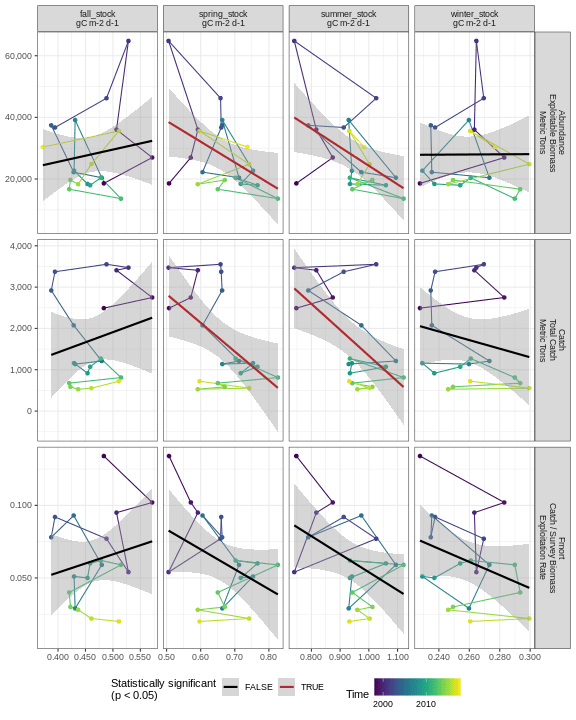 fall_stock
gC m-2 d-1
spring_stock
gC m-2 d-1
summer_stock
gC m-2 d-1
winter_stock
gC m-2 d-1
60,000
40,000
20,000
Abundance
Exploitable Biomass
Metric Tons
4,000
3,000
2,000
1,000
0
Catch
Total Catch
Metric Tons
0.100
0.050
Fmort
Catch / Survey Biomass
Exploitation Rate
0.400 0.450 0.500 0.550
0.50 0.60 0.70 0.80
0.800 0.900 1.000 1.100
0.240 0.260 0.280 0.300
Statistically significant
(p < 0.05)
FALSE
TRUE
Time
2000 2010